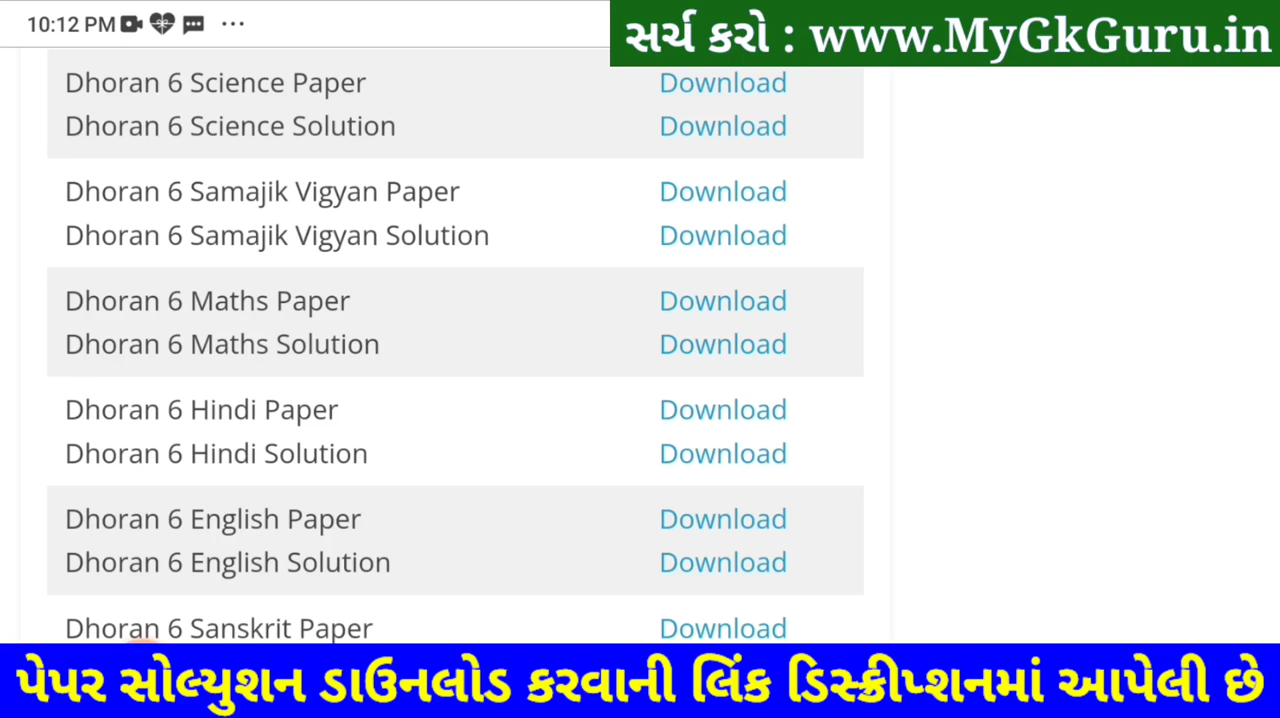 10:12 PM
સર્ચ કરો : www.MyGkGuru.in
Dhoran 6 Science Paper Download
Dhoran 6 Science Solution Download
Dhoran 6 Samajik Vigyan Paper Download
Dhoran 6 Samajik Vigyan Solution Download
Dhoran 6 Maths Paper Download
Dhoran 6 Maths Solution Download
Dhoran 6 Hindi Paper Download
Dhoran 6 Hindi Solution Download
Dhoran 6 English Paper Download
Dhoran 6 English Solution Download
Dhoran 6 Sanskrit Paper Download
પેપર સોલ્યુશન ડાઉનલોડ કરવાની લિંક ડિસ્ક્રીપ્શનમાં આપેલી છે